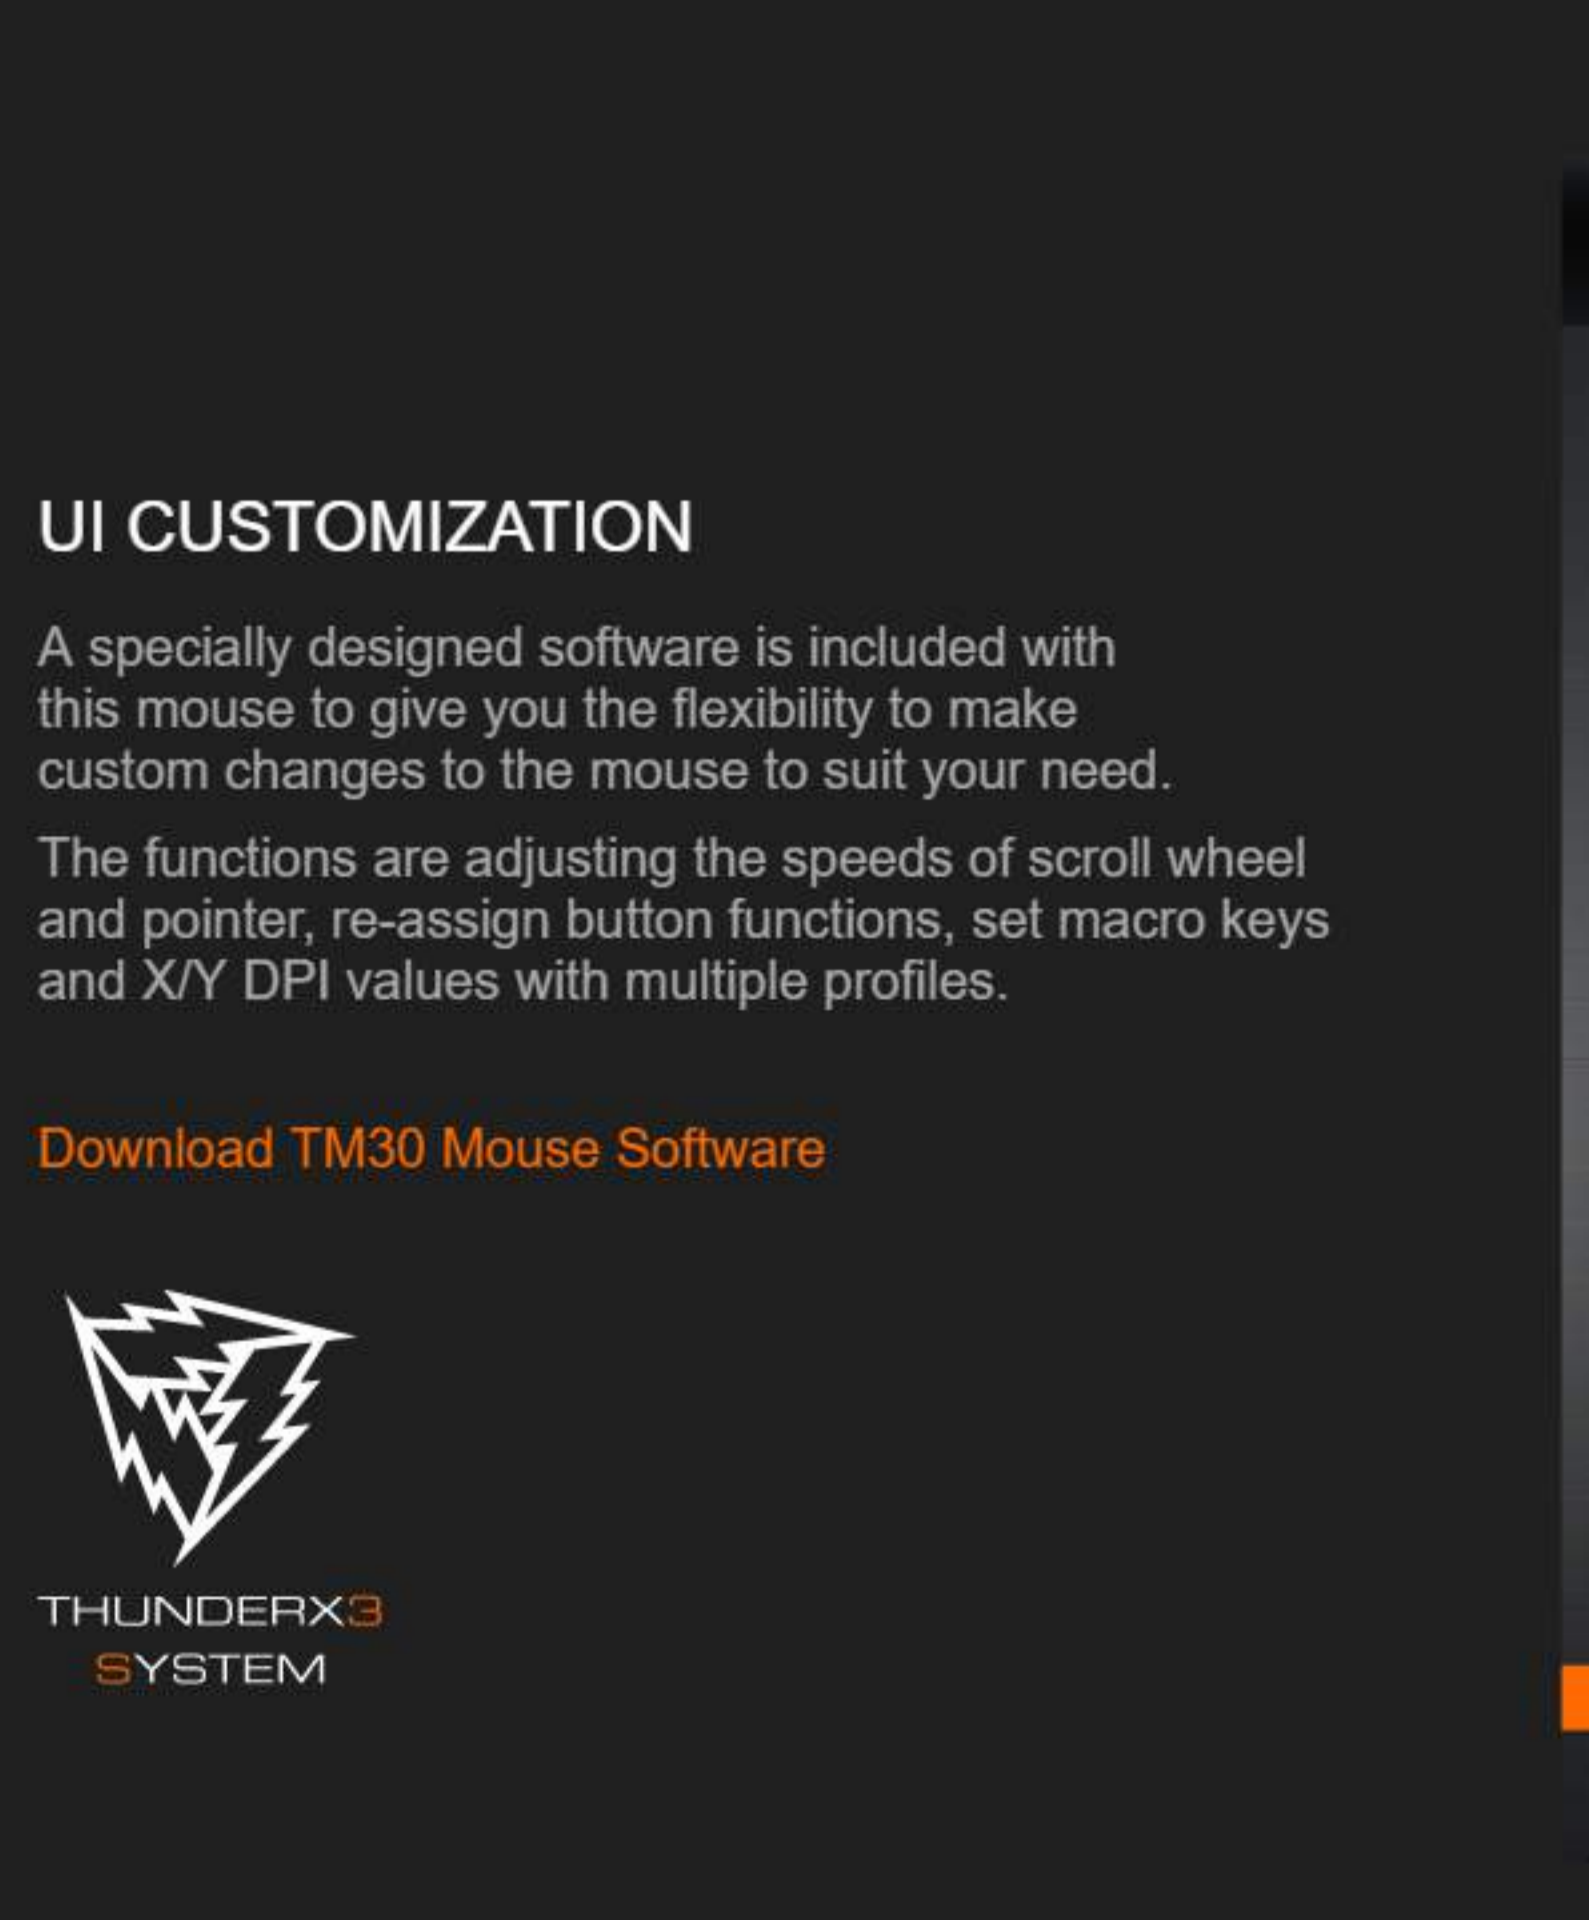 UI CUSTOMIZATION
A specially designed software is included with
this mouse to give you the flexibility to make
custom changes to the mouse to suit your need.
The functions are adjusting the speeds of scroll wheel
and pointer, re-assign button functions, set macro keys
and X/Y DPI values with multiple profiles.
Download TM30 Mouse Software
THUNDERX3
SYSTEM